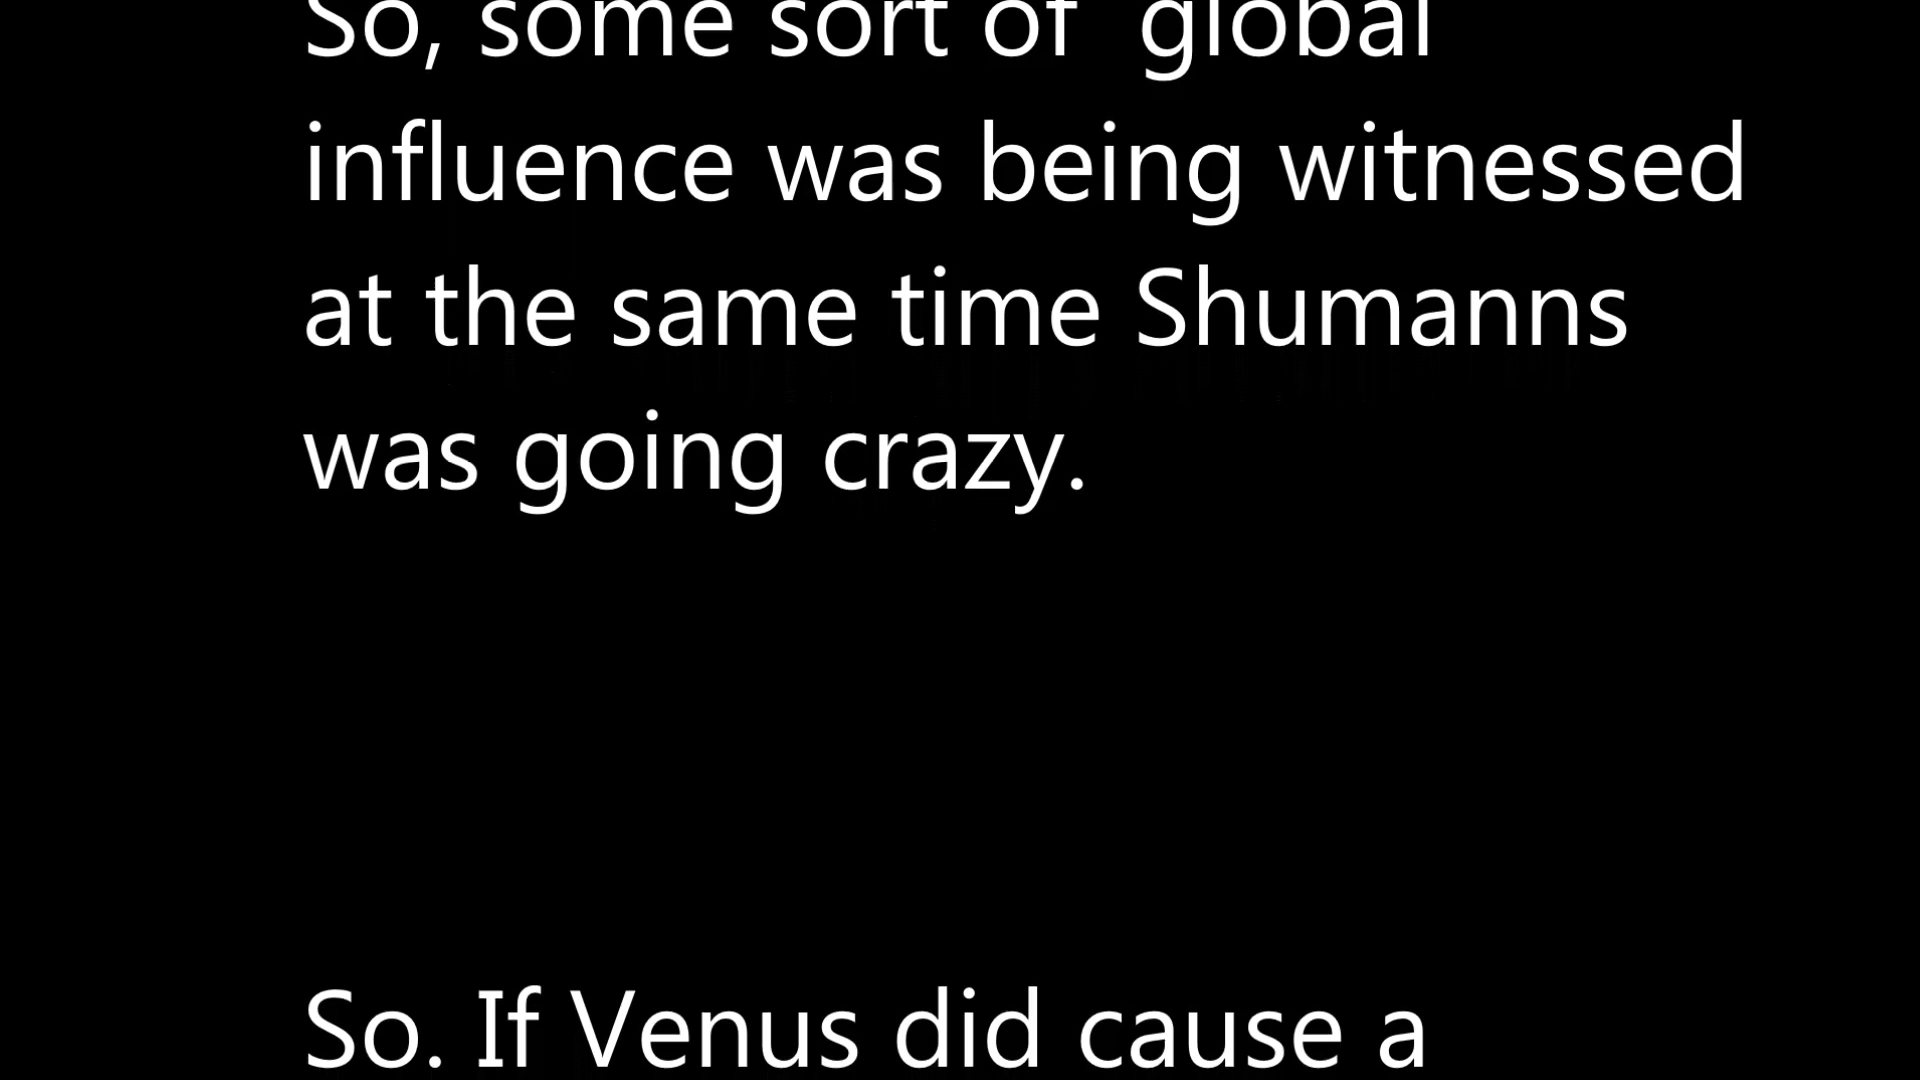 So, some sort of  global
influence was being witnessed
at the same time Shumanns
was going crazy.
So. If Venus did cause a